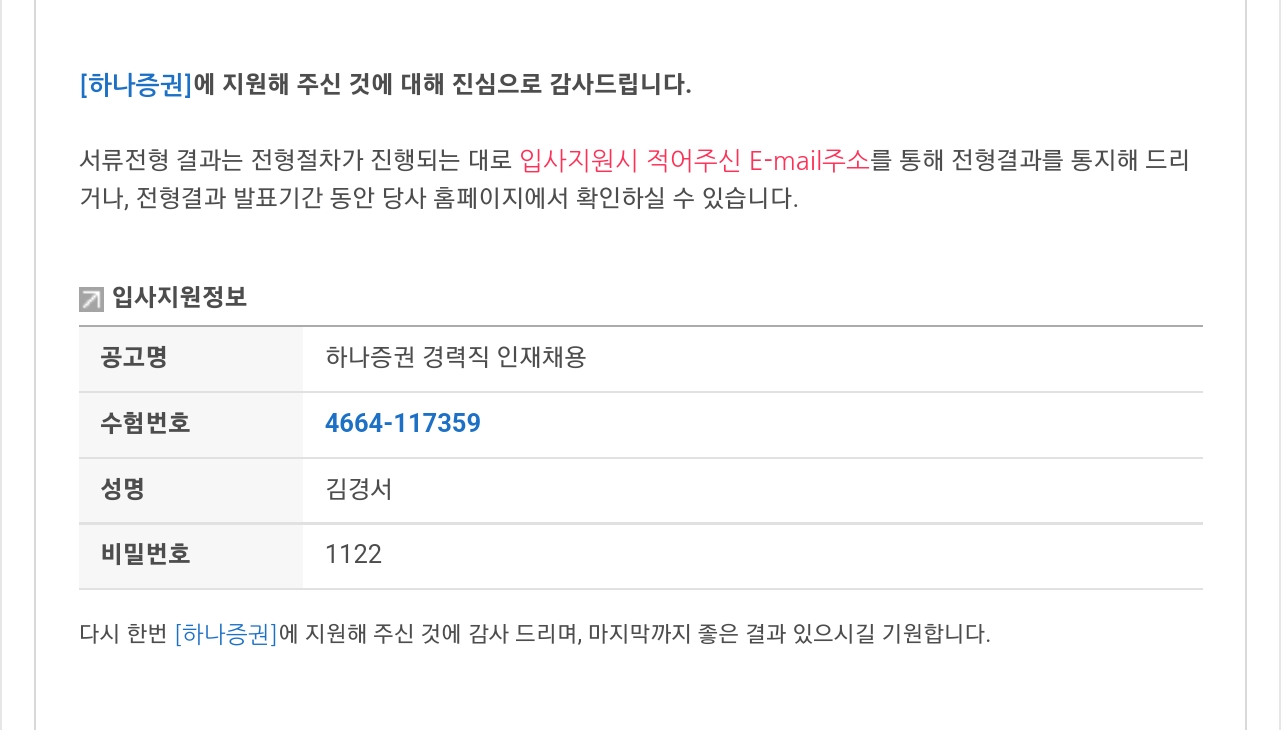 [하나증권]에 지원해 주신 것에 대해 진심으로 감사드립니다.
서류전형 결과는 전형절차가 진행되는 대로 입사지원시 적어주신 E-mail주소를 통해 전형결과를 통지해 드리
거나, 전형결과 발표기간 동안 당사 홈페이지에서 확인하실 수 있습니다.
입사지원정보
공고명 하나증권 경력직 인재채용
수험번호 4664-117359
성명 김경서
비밀번호 1122
다시 한번 [하나증권]에 지원해 주신 것에 감사 드리며, 마지막까지 좋은 결과 있으시길 기원합니다.